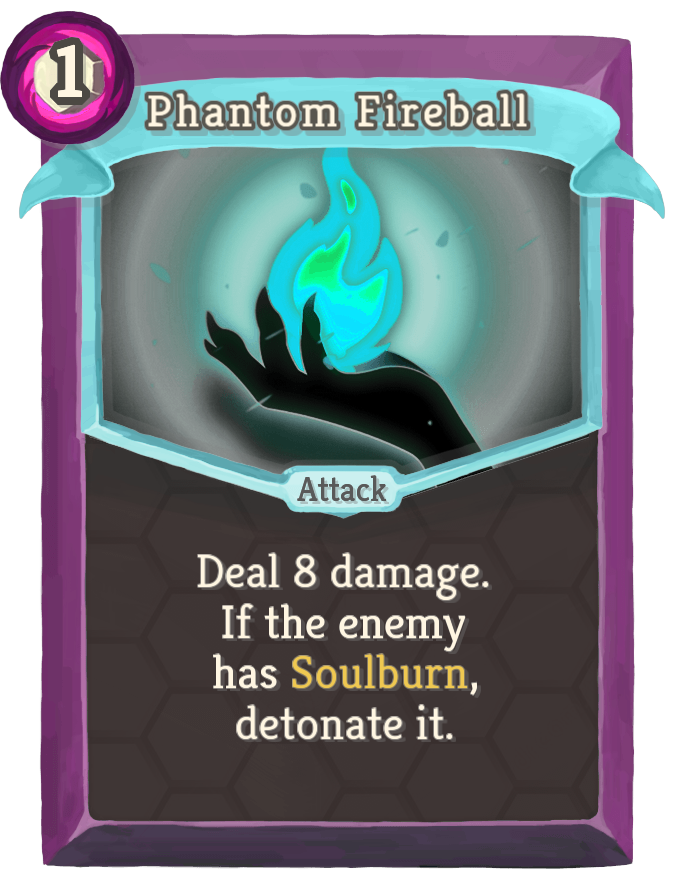 1
Phantom Fireball
Attack
Deal 8 damage.
If the enemy
has Soulburn,
detonate it.